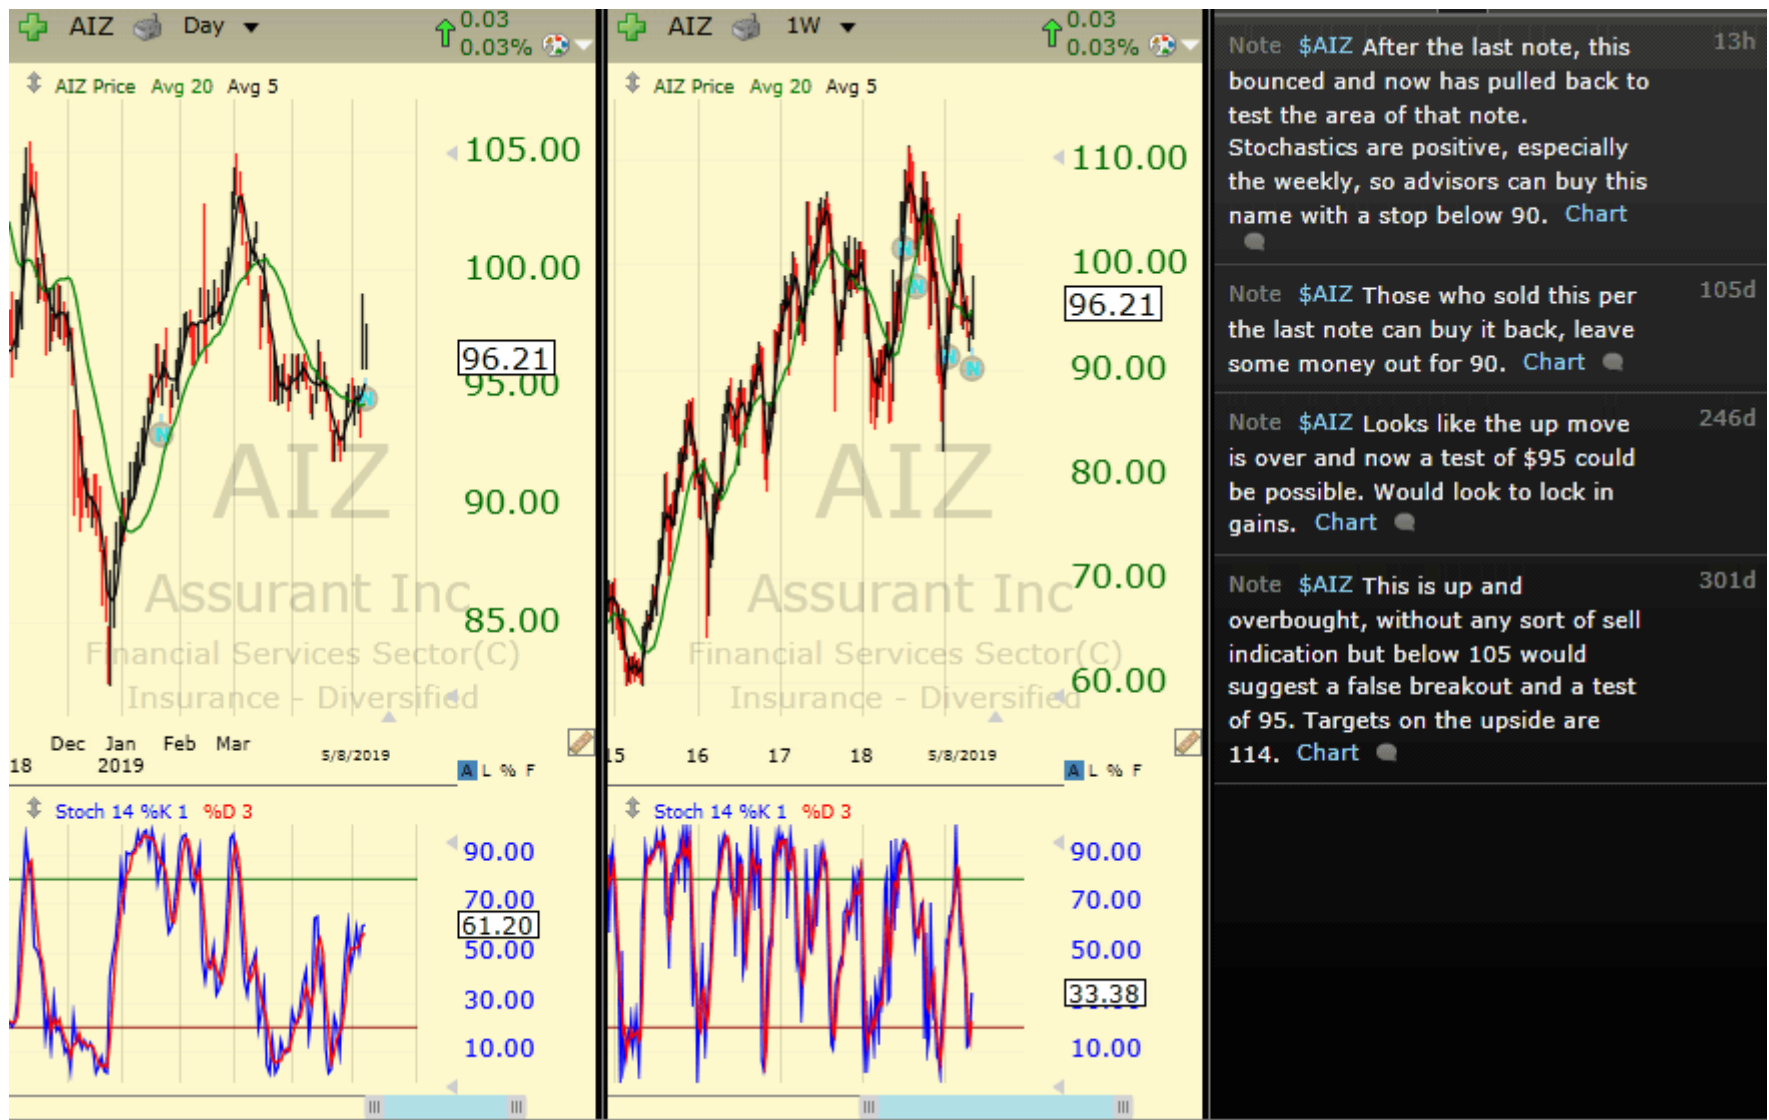 AIZ Day 0.03
0.03%
AIZ Price Avg 20 Avg 5
105.00
100.00
96.21
95.00
N
N
AIZ
90.00
Assurant Inc
85.00
Financial Services Sector(C)
Insurance - Diversified
Dec Jan Feb Mar
18 2019 5/8/2019
A L % F
Stoch 14 %K 1 %D 3
90.00
70.00
61.20
50.00
30.00
10.00
AIZ 1W 0.03
0.03%
AIZ Price Avg 20 Avg 5
110.00
N
100.00
N
96.21
N
N
90.00
AIZ
80.00
70.00
Assurant Inc
Financial Services Sector(C)
60.00
Insurance - Diversified
15 16 17 18 5/8/2019
A L % F
Stoch 14 %K 1 %D 3
90.00
70.00
50.00
33.38
10.00
Note $AIZ After the last note, this 13h
bounced and now has pulled back to
test the area of that note.
Stochastics are positive, especially
the weekly, so advisors can buy this
name with a stop below 90. Chart
Note $AIZ Those who sold this per 105d
the last note can buy it back, leave
some money out for 90. Chart
Note $AIZ Looks like the up move 246d
is over and now a test of $95 could
be possible. Would look to lock in
gains. Chart
Note $AIZ This is up and 301d
overbought, without any sort of sell
indication but below 105 would
suggest a false breakout and a test
of 95. Targets on the upside are
114. Chart